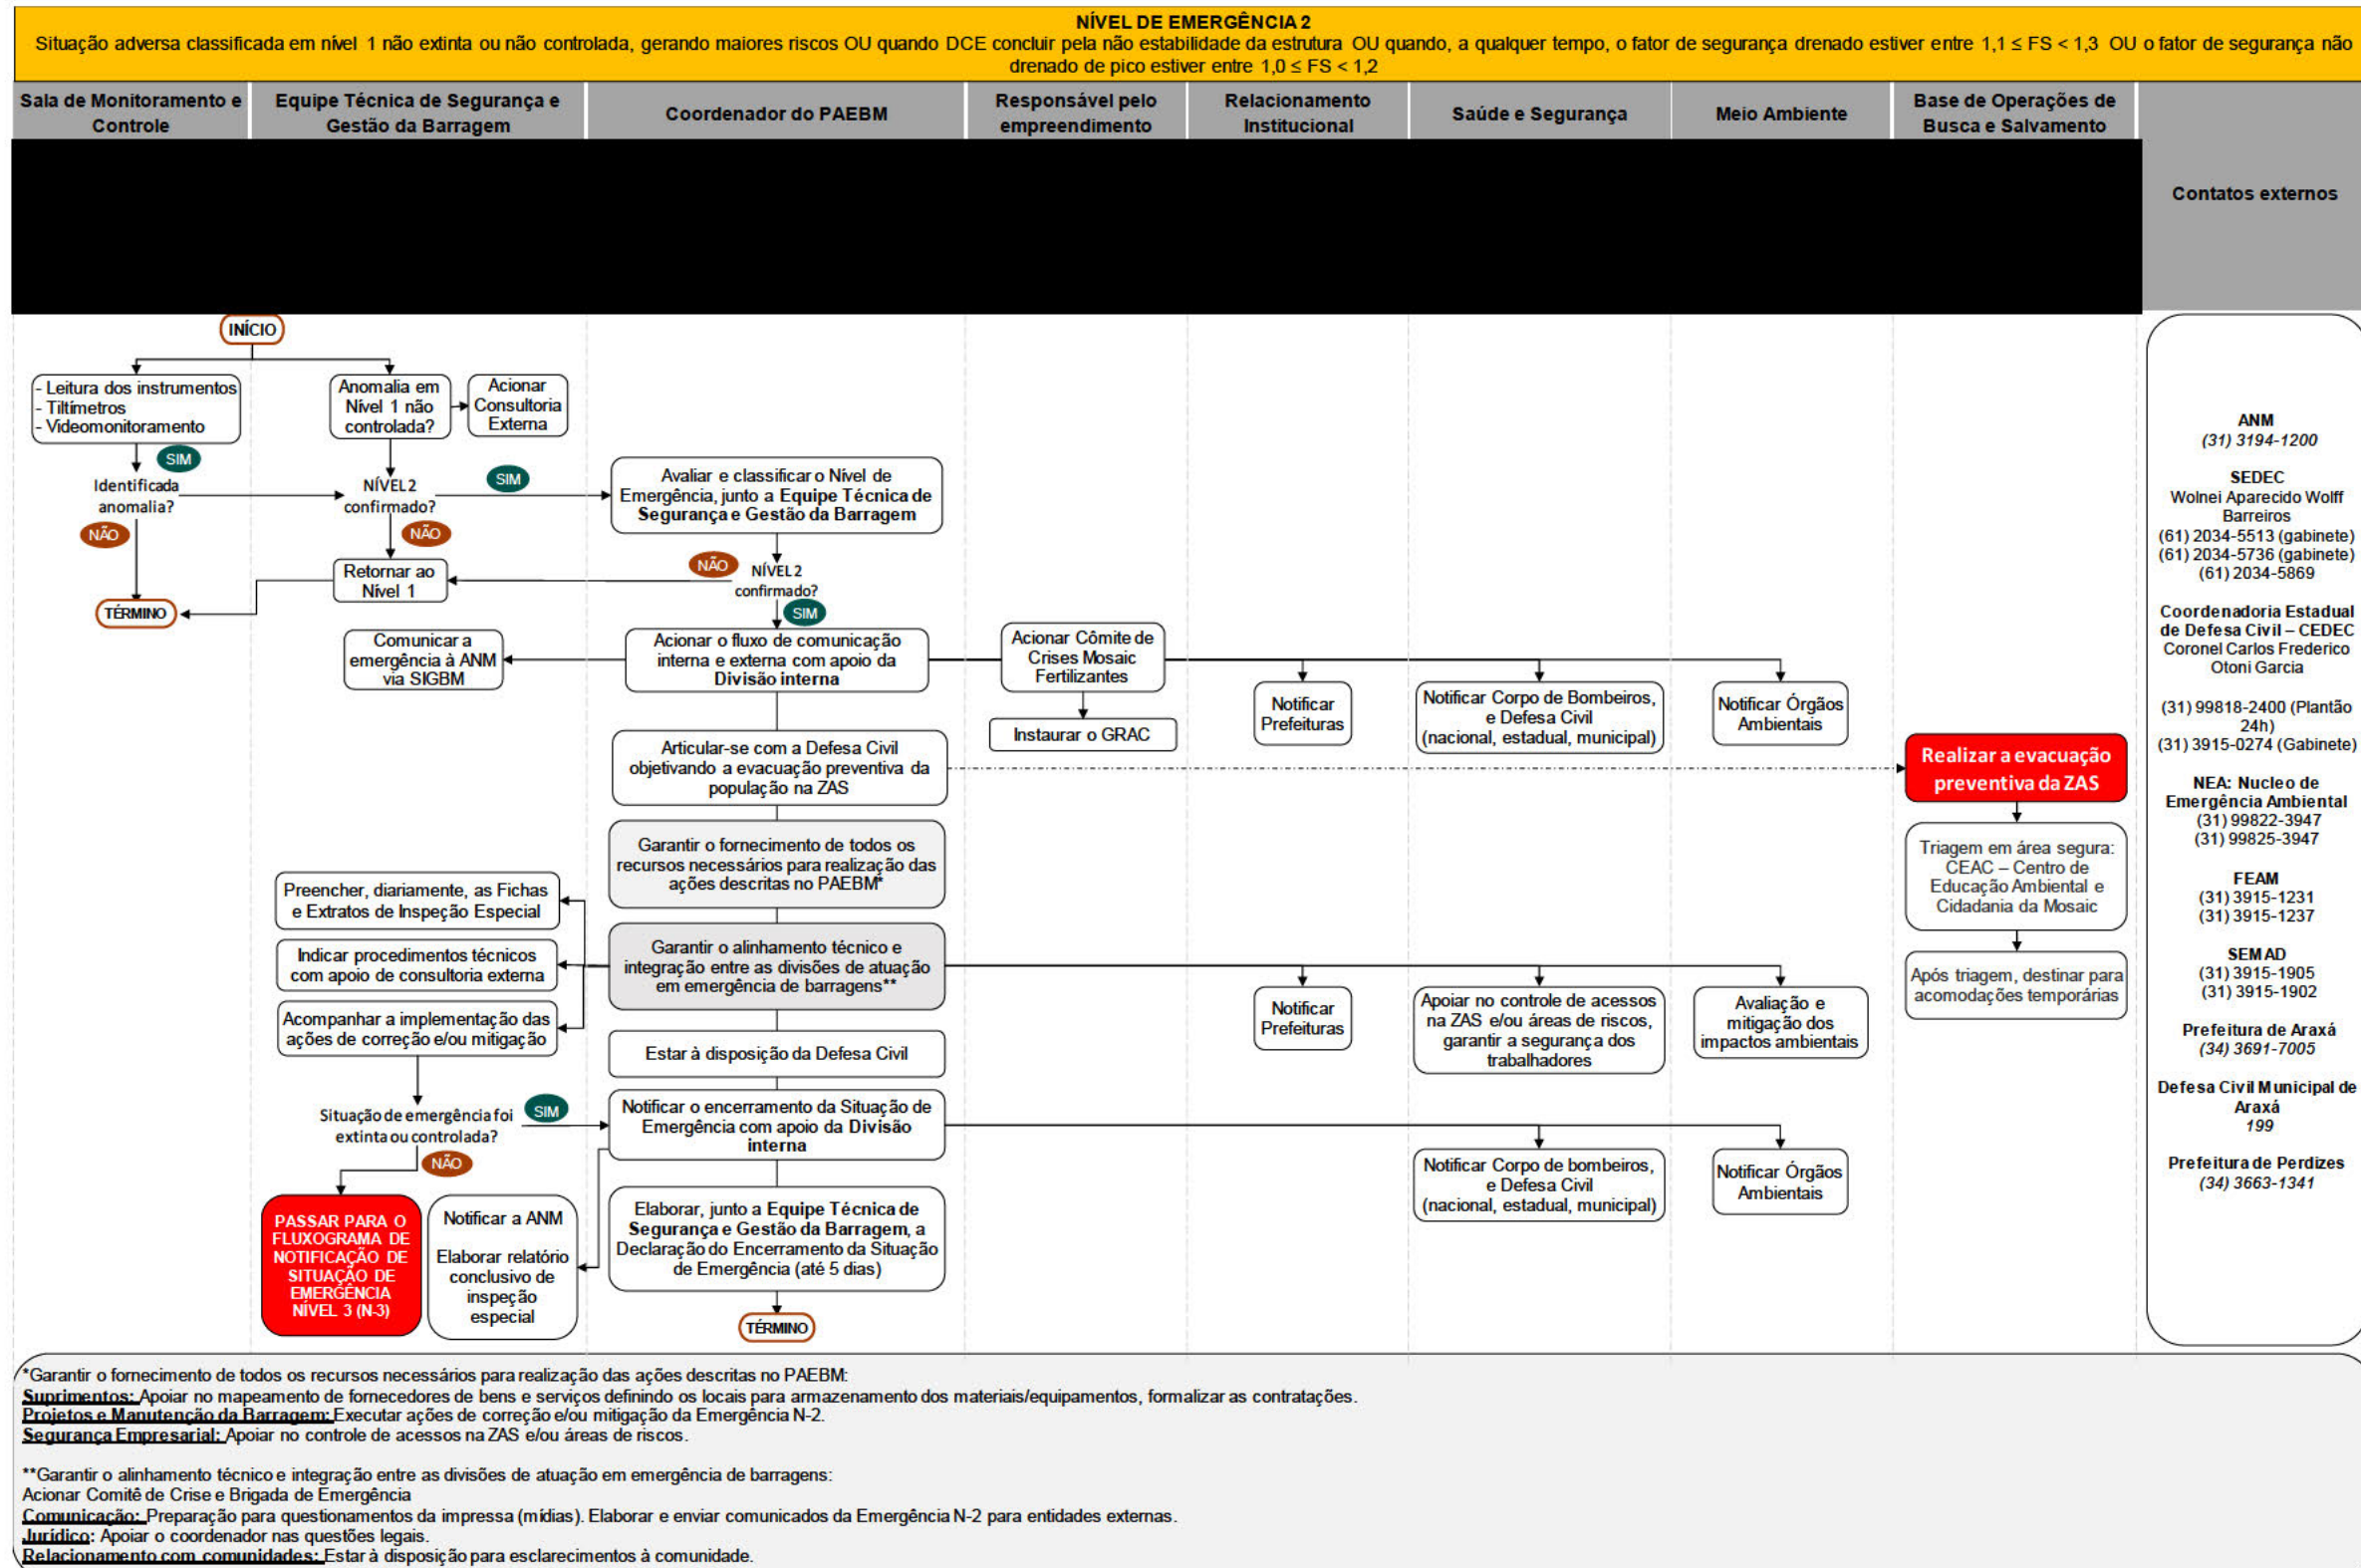 NÍVEL DE EMERGÊNCIA 2
Situação adversa classificada em nível 1 não extinta ou não controlada, gerando maiores riscos OU quando DCE concluir pela não estabilidade da estrutura OU quando, a qualquer tempo, o fator de segurança drenado estiver entre 1,1 ≤ FS < 1,3 OU o fator de segurança não
drenado de pico estiver entre 1,0 ≤ FS < 1,2
Sala de Monitoramento e
Controle
Equipe Técnica de Segurança e
Gestão da Barragem
Coordenador do PAEBM
Responsável pelo
empreendimento
Relacionamento
Institucional
Saúde e Segurança
Meio Ambiente
Base de Operações de
Busca e Salvamento
Contatos externos
INÍCIO
- Leitura dos instrumentos
- Tiltímetros
- Videomonitoramento
Anomalia em
Nível 1 não
controlada?
Acionar
Consultoria
Externa
SIM
Identificada
anomalia?
NÃO
NÍVEL 2
confirmado?
SIM
NÃO
Avaliar e classificar o Nível de
Emergência, junto a Equipe Técnica de
Segurança e Gestão da Barragem
Retornar ao
Nível 1
NÃO
NÍVEL 2
confirmado?
SIM
TÉRMINO
Comunicar a
emergência à ANM
via SIGBM
Acionar o fluxo de comunicação
interna e externa com apoio da
Divisão interna
Acionar Cômite de
Crises Mosaic
Fertilizantes
Instaurar o GRAC
Notificar
Prefeituras
Notificar Corpo de Bombeiros,
e Defesa Civil
(nacional, estadual, municipal)
Notificar Órgãos
Ambientais
Articular-se com a Defesa Civil
objetivando a evacuação preventiva da
população na ZAS
Realizar a evacuação
preventiva da ZAS
Triagem em área segura:
CEAC – Centro de
Educação Ambiental e
Cidadania da Mosaic
Após triagem, destinar para
acomodações temporárias
Garantir o fornecimento de todos os
recursos necessários para realização das
ações descritas no PAEBM*
Preencher, diariamente, as Fichas
e Extratos de Inspeção Especial
Indicar procedimentos técnicos
com apoio de consultoria externa
Acompanhar a implementação das
ações de correção e/ou mitigação
Garantir o alinhamento técnico e
integração entre as divisões de atuação
em emergência de barragens**
Notificar
Prefeituras
Apoiar no controle de acessos
na ZAS e/ou áreas de riscos,
garantir a segurança dos
trabalhadores
Avaliação e
mitigação dos
impactos ambientais
Estar à disposição da Defesa Civil
Situação de emergência foi
extinta ou controlada?
SIM
NÃO
Notificar o encerramento da Situação de
Emergência com apoio da Divisão
interna
Notificar Corpo de bombeiros,
e Defesa Civil
(nacional, estadual, municipal)
Notificar Órgãos
Ambientais
PASSAR PARA O
FLUXOGRAMA DE
NOTIFICAÇÃO DE
SITUAÇÃO DE
EMERGÊNCIA
NÍVEL 3 (N-3)
Notificar a ANM
Elaborar relatório
conclusivo de
inspeção
especial
Elaborar, junto a Equipe Técnica de
Segurança e Gestão da Barragem, a
Declaração do Encerramento da Situação
de Emergência (até 5 dias)
TÉRMINO
ANM
(31) 3194-1200
SEDEC
Wolnei Aparecido Wolff
Barreiros
(61) 2034-5513 (gabinete)
(61) 2034-5736 (gabinete)
(61) 2034-5869
Coordenadoria Estadual
de Defesa Civil – CEDEC
Coronel Carlos Frederico
Otoni Garcia
(31) 99818-2400 (Plantão
24h)
(31) 3915-0274 (Gabinete)
NEA: Nucleo de
Emergência Ambiental
(31) 99822-3947
(31) 99825-3947
FEAM
(31) 3915-1231
(31) 3915-1237
SEMAD
(31) 3915-1905
(31) 3915-1902
Prefeitura de Araxá
(34) 3691-7005
Defesa Civil Municipal de
Araxá
199
Prefeitura de Perdizes
(34) 3663-1341
*Garantir o fornecimento de todos os recursos necessários para realização das ações descritas no PAEBM:
Suprimentos: Apoiar no mapeamento de fornecedores de bens e serviços definindo os locais para armazenamento dos materiais/equipamentos, formalizar as contratações.
Projetos e Manutenção da Barragem: Executar ações de correção e/ou mitigação da Emergência N-2.
Segurança Empresarial: Apoiar no controle de acessos na ZAS e/ou áreas de riscos.
**Garantir o alinhamento técnico e integração entre as divisões de atuação em emergência de barragens:
Acionar Comitê de Crise e Brigada de Emergência
Comunicação: Preparação para questionamentos da impressa (mídias). Elaborar e enviar comunicados da Emergência N-2 para entidades externas.
Jurídico: Apoiar o coordenador nas questões legais.
Relacionamento com comunidades: Estar à disposição para esclarecimentos à comunidade.